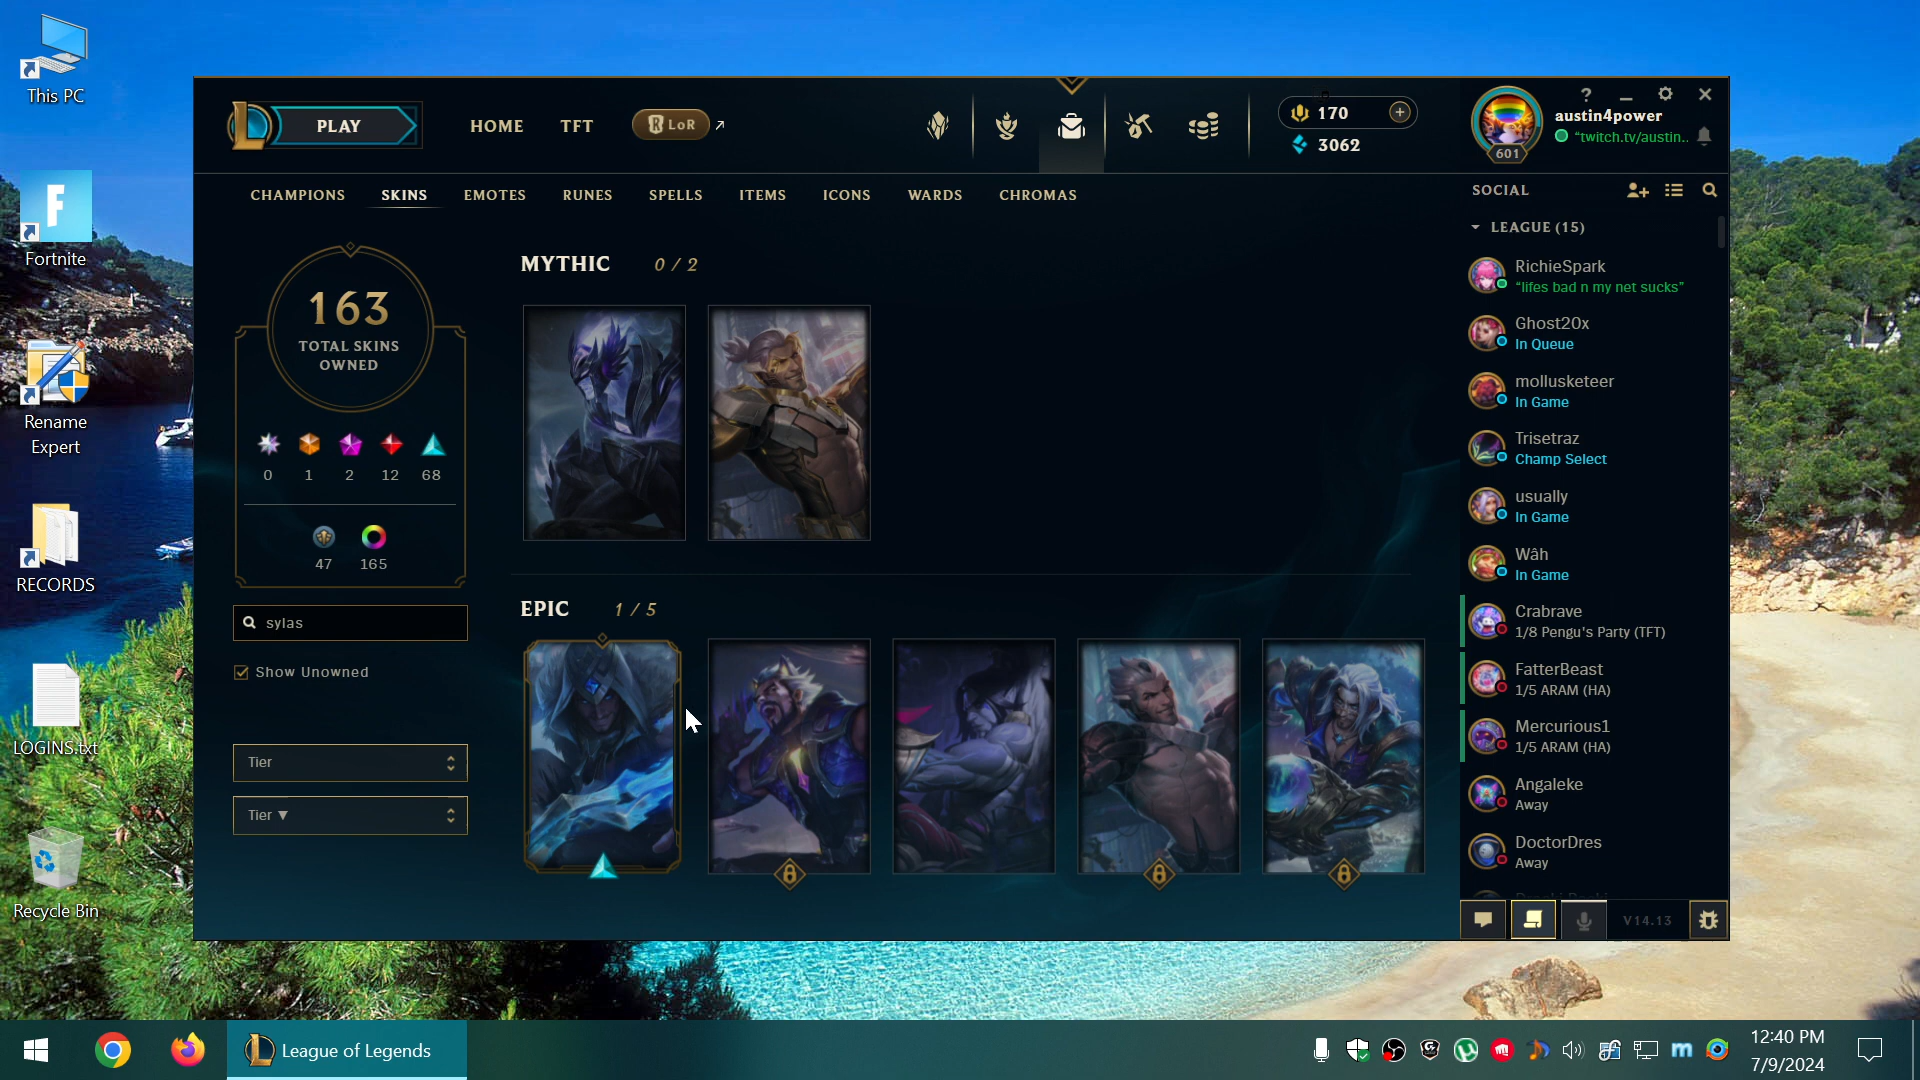 This PC
Fortnite
Rename
Expert
RECORDS
LOGINS.txt
Recycle Bin
PLAY
HOME
TFT
LoR
170
3062
601
austin4power
"twitch.tv/austin..
CHAMPIONS
SKINS
EMOTES
RUNES
SPELLS
ITEMS
ICONS
WARDS
CHROMAS
163
TOTAL SKINS
OWNED
0 1 2 12 68
47 165
sylas
Show Unowned
Tier
Tier ▼
MYTHIC 0 / 2
EPIC 1 / 5
SOCIAL
LEAGUE (15)
RichieSpark
"lifes bad n my net sucks"
Ghost20x
In Queue
mollusketeer
In Game
Trisetraz
Champ Select
usually
In Game
Wâh
In Game
Crabrave
1/8 Pengu's Party (TFT)
FatterBeast
1/5 ARAM (HA)
Mercurious1
1/5 ARAM (HA)
Angaleke
Away
DoctorDres
Away
V14.13
League of Legends
12:40 PM
7/9/2024